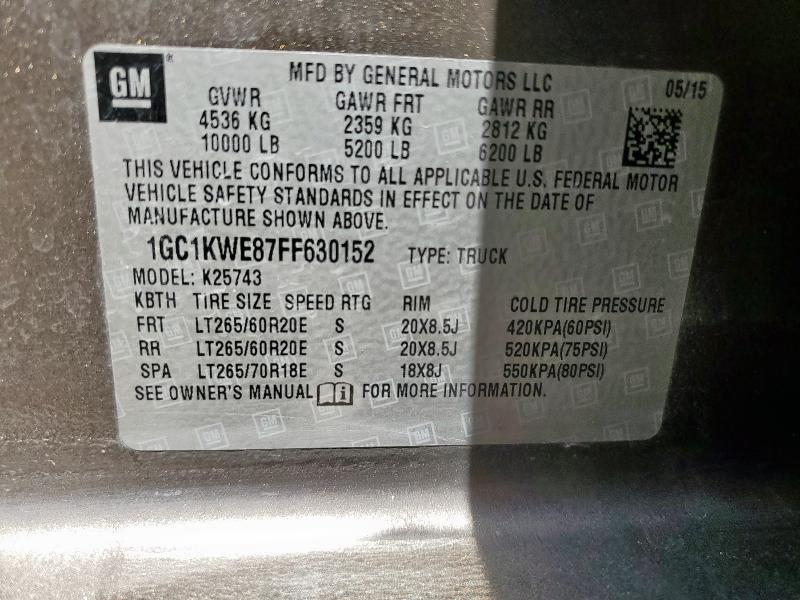 GM
MFD BY GENERAL MOTORS LLC 05/15
GVWR GAWR FRT GAWR RR
4536 KG 2359 KG 2812 KG
10000 LB 5200 LB 6200 LB
THIS VEHICLE CONFORMS TO ALL APPLICABLE U.S. FEDERAL MOTOR
VEHICLE SAFETY STANDARDS IN EFFECT ON THE DATE OF
MANUFACTURE SHOWN ABOVE.
1GC1KWE87FF630152 TYPE: TRUCK
MODEL: K25743
KBTH TIRE SIZE SPEED RTG RIM COLD TIRE PRESSURE
FRT LT265/60R20E S 20X8.5J 420KPA(60PSI)
RR LT265/60R20E S 20X8.5J 520KPA(75PSI)
SPA LT265/70R18E S 18X8J 550KPA(80PSI)
SEE OWNER'S MANUAL i FOR MORE INFORMATION.